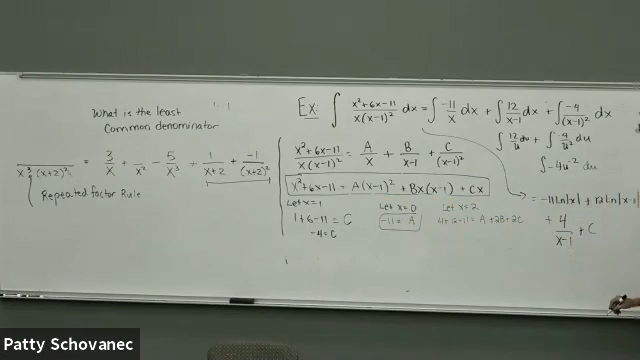 What is the least
common denominator
x³(x+2)² = 3/x + 1/x² - 5/x³ + 1/(x+2) + -1/(x+2)²
Repeated factor Rule
Ex: ∫ (x²+6x-11)/(x(x-1)²) dx = ∫ -11/x dx + ∫ 12/(x-1) dx + ∫ -4/(x-1)² dx
∫ 12/u du + ∫ -4/u² du
∫ -4u⁻² du
(x²+6x-11)/(x(x-1)²) = A/x + B/(x-1) + C/(x-1)²
x²+6x-11 = A(x-1)² + Bx(x-1) + Cx
Let x=1
1+6-11 = C
-4=C
Let x=0
-11 = A
Let x=2
4+12-11 = A+2B+2C
= -11 ln|x| + 12 ln|x-1|
+ 4/(x-1) + C
Patty Schovanec